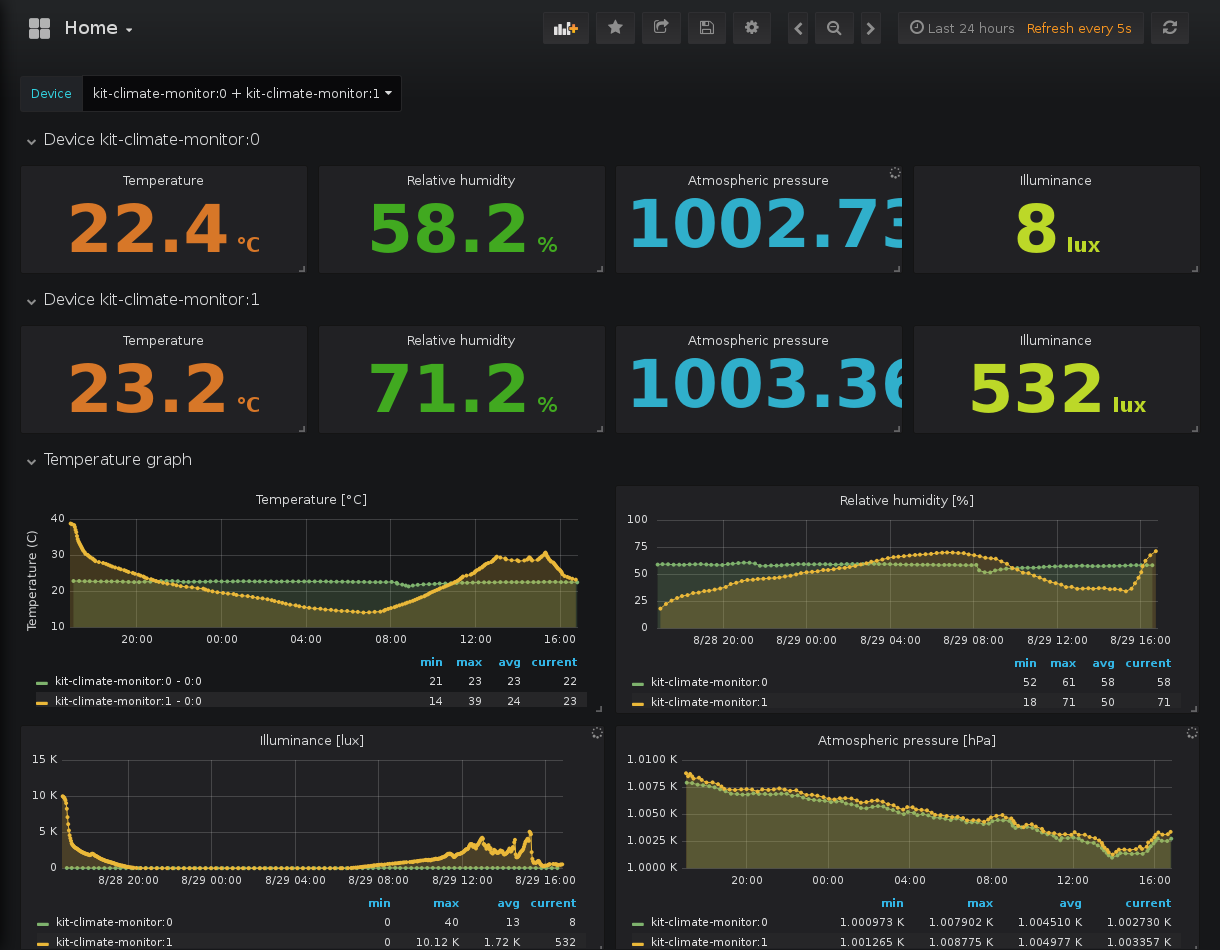 Home
Last 24 hours Refresh every 5s
Device kit-climate-monitor:0 + kit-climate-monitor:1
Device kit-climate-monitor:0
Temperature Relative humidity Atmospheric pressure Illuminance
22.4 °C 58.2 % 1002.73 8 lux
Device kit-climate-monitor:1
Temperature Relative humidity Atmospheric pressure Illuminance
23.2 °C 71.2 % 1003.36 532 lux
Temperature graph
Temperature [°C]
Temperature (C)
40
30
20
10
20:00 00:00 04:00 08:00 12:00 16:00
min max avg current
kit-climate-monitor:0 - 0:0 21 23 23 22
kit-climate-monitor:1 - 0:0 14 39 24 23
Relative humidity [%]
100
75
50
25
0
8/28 20:00 8/29 00:00 8/29 04:00 8/29 08:00 8/29 12:00 8/29 16:00
min max avg current
kit-climate-monitor:0 52 61 58 58
kit-climate-monitor:1 18 71 50 71
Illuminance [lux]
15 K
10 K
5 K
0
8/28 20:00 8/29 00:00 8/29 04:00 8/29 08:00 8/29 12:00 8/29 16:00
min max avg current
kit-climate-monitor:0 0 40 13 8
kit-climate-monitor:1 0 10.12 K 1.72 K 532
Atmospheric pressure [hPa]
1.0100 K
1.0075 K
1.0050 K
1.0025 K
1.0000 K
20:00 00:00 04:00 08:00 12:00 16:00
min max avg current
kit-climate-monitor:0 1.000973 K 1.007902 K 1.004510 K 1.002730 K
kit-climate-monitor:1 1.001265 K 1.008775 K 1.004977 K 1.003357 K